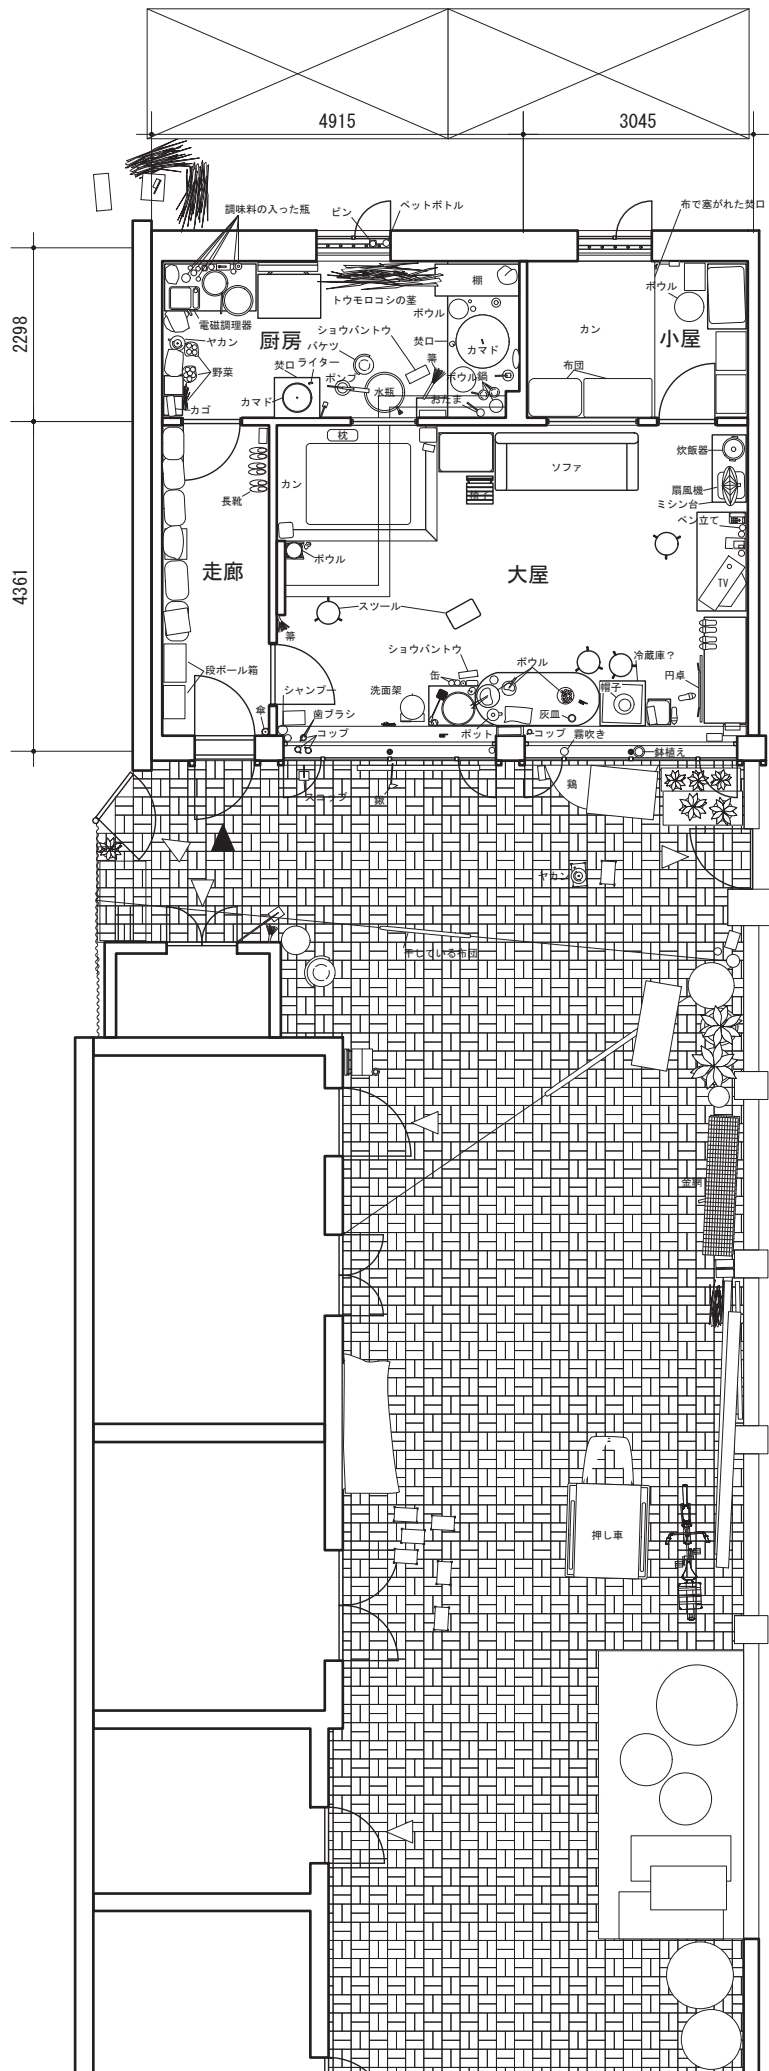 4915
3045
2298
4361
調味料の入った瓶
ビン
ペットボトル
布で塞がれた焚口
棚
トウモロコシの茎
ボウル
電磁調理器
ヤカン
厨房
ショウバントウ
バケツ
焚口
箒
カマド
野菜
焚口
ライター
ポンプ
カマド
水瓶
ボウル
鍋
おたま
カゴ
カン
ボウル
小屋
布団
枕
カン
ソファ
椅子
炊飯器
扇風機
ミシン台
ペン立て
長靴
ボウル
走廊
大屋
TV
スツール
箒
ショウバントウ
缶
ボウル
冷蔵庫？
円卓
段ボール箱
シャンプー
洗面架
帽子
傘
歯ブラシ
コップ
ポット
灰皿
コップ
霧吹き
鉢植え
スコップ
鍬
鶏
ヤカン
干している布団
金網
押し車